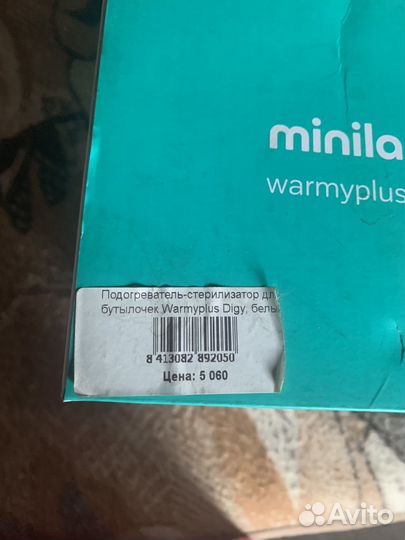 minila
warmyplus
Подогреватель-стерилизатор дл
бутылочек Warmyplus Digy, белы
8 413082 892050
Цена: 5 060
Avito